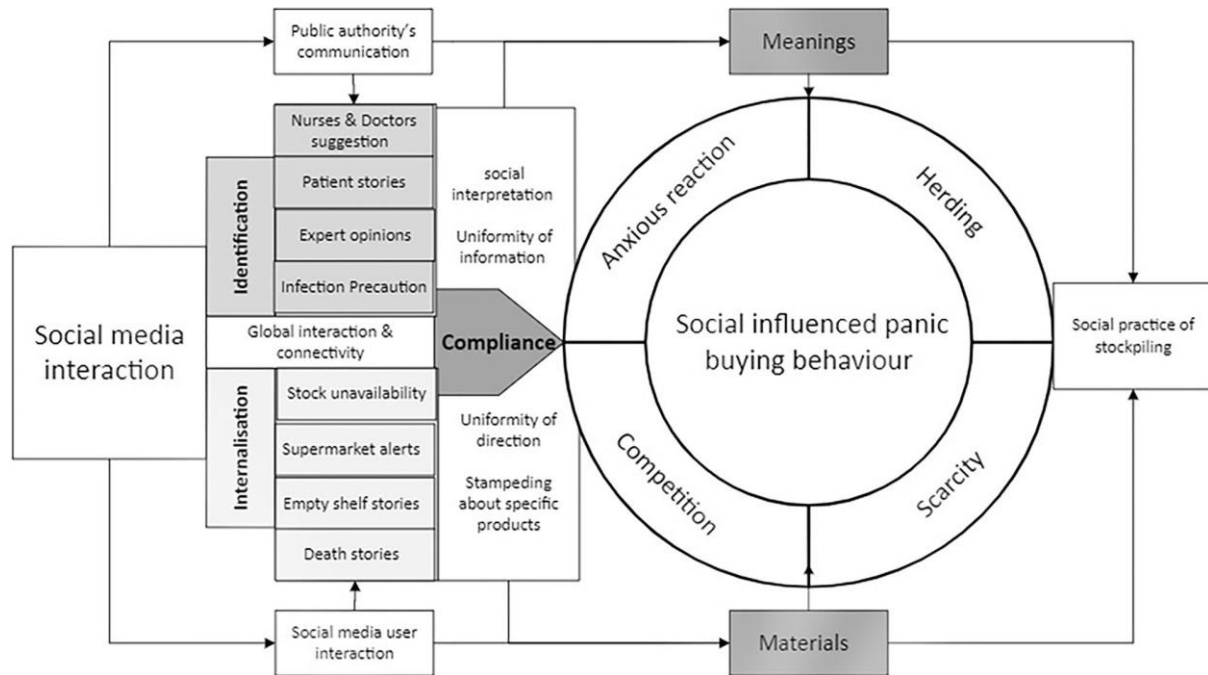 Public authority's
communication
Meanings
Nurses & Doctors
suggestion
Patient stories
Expert opinions
Infection Precaution
Identification
social
interpretation
Uniformity of
information
Anxious reaction
Herding
Social media
interaction
Global interaction &
connectivity
Compliance
Social influenced panic
buying behaviour
Social practice of
stockpiling
Internalisation
Stock unavailability
Supermarket alerts
Empty shelf stories
Death stories
Uniformity of
direction
Stampeding
about specific
products
Competition
Scarcity
Social media user
interaction
Materials